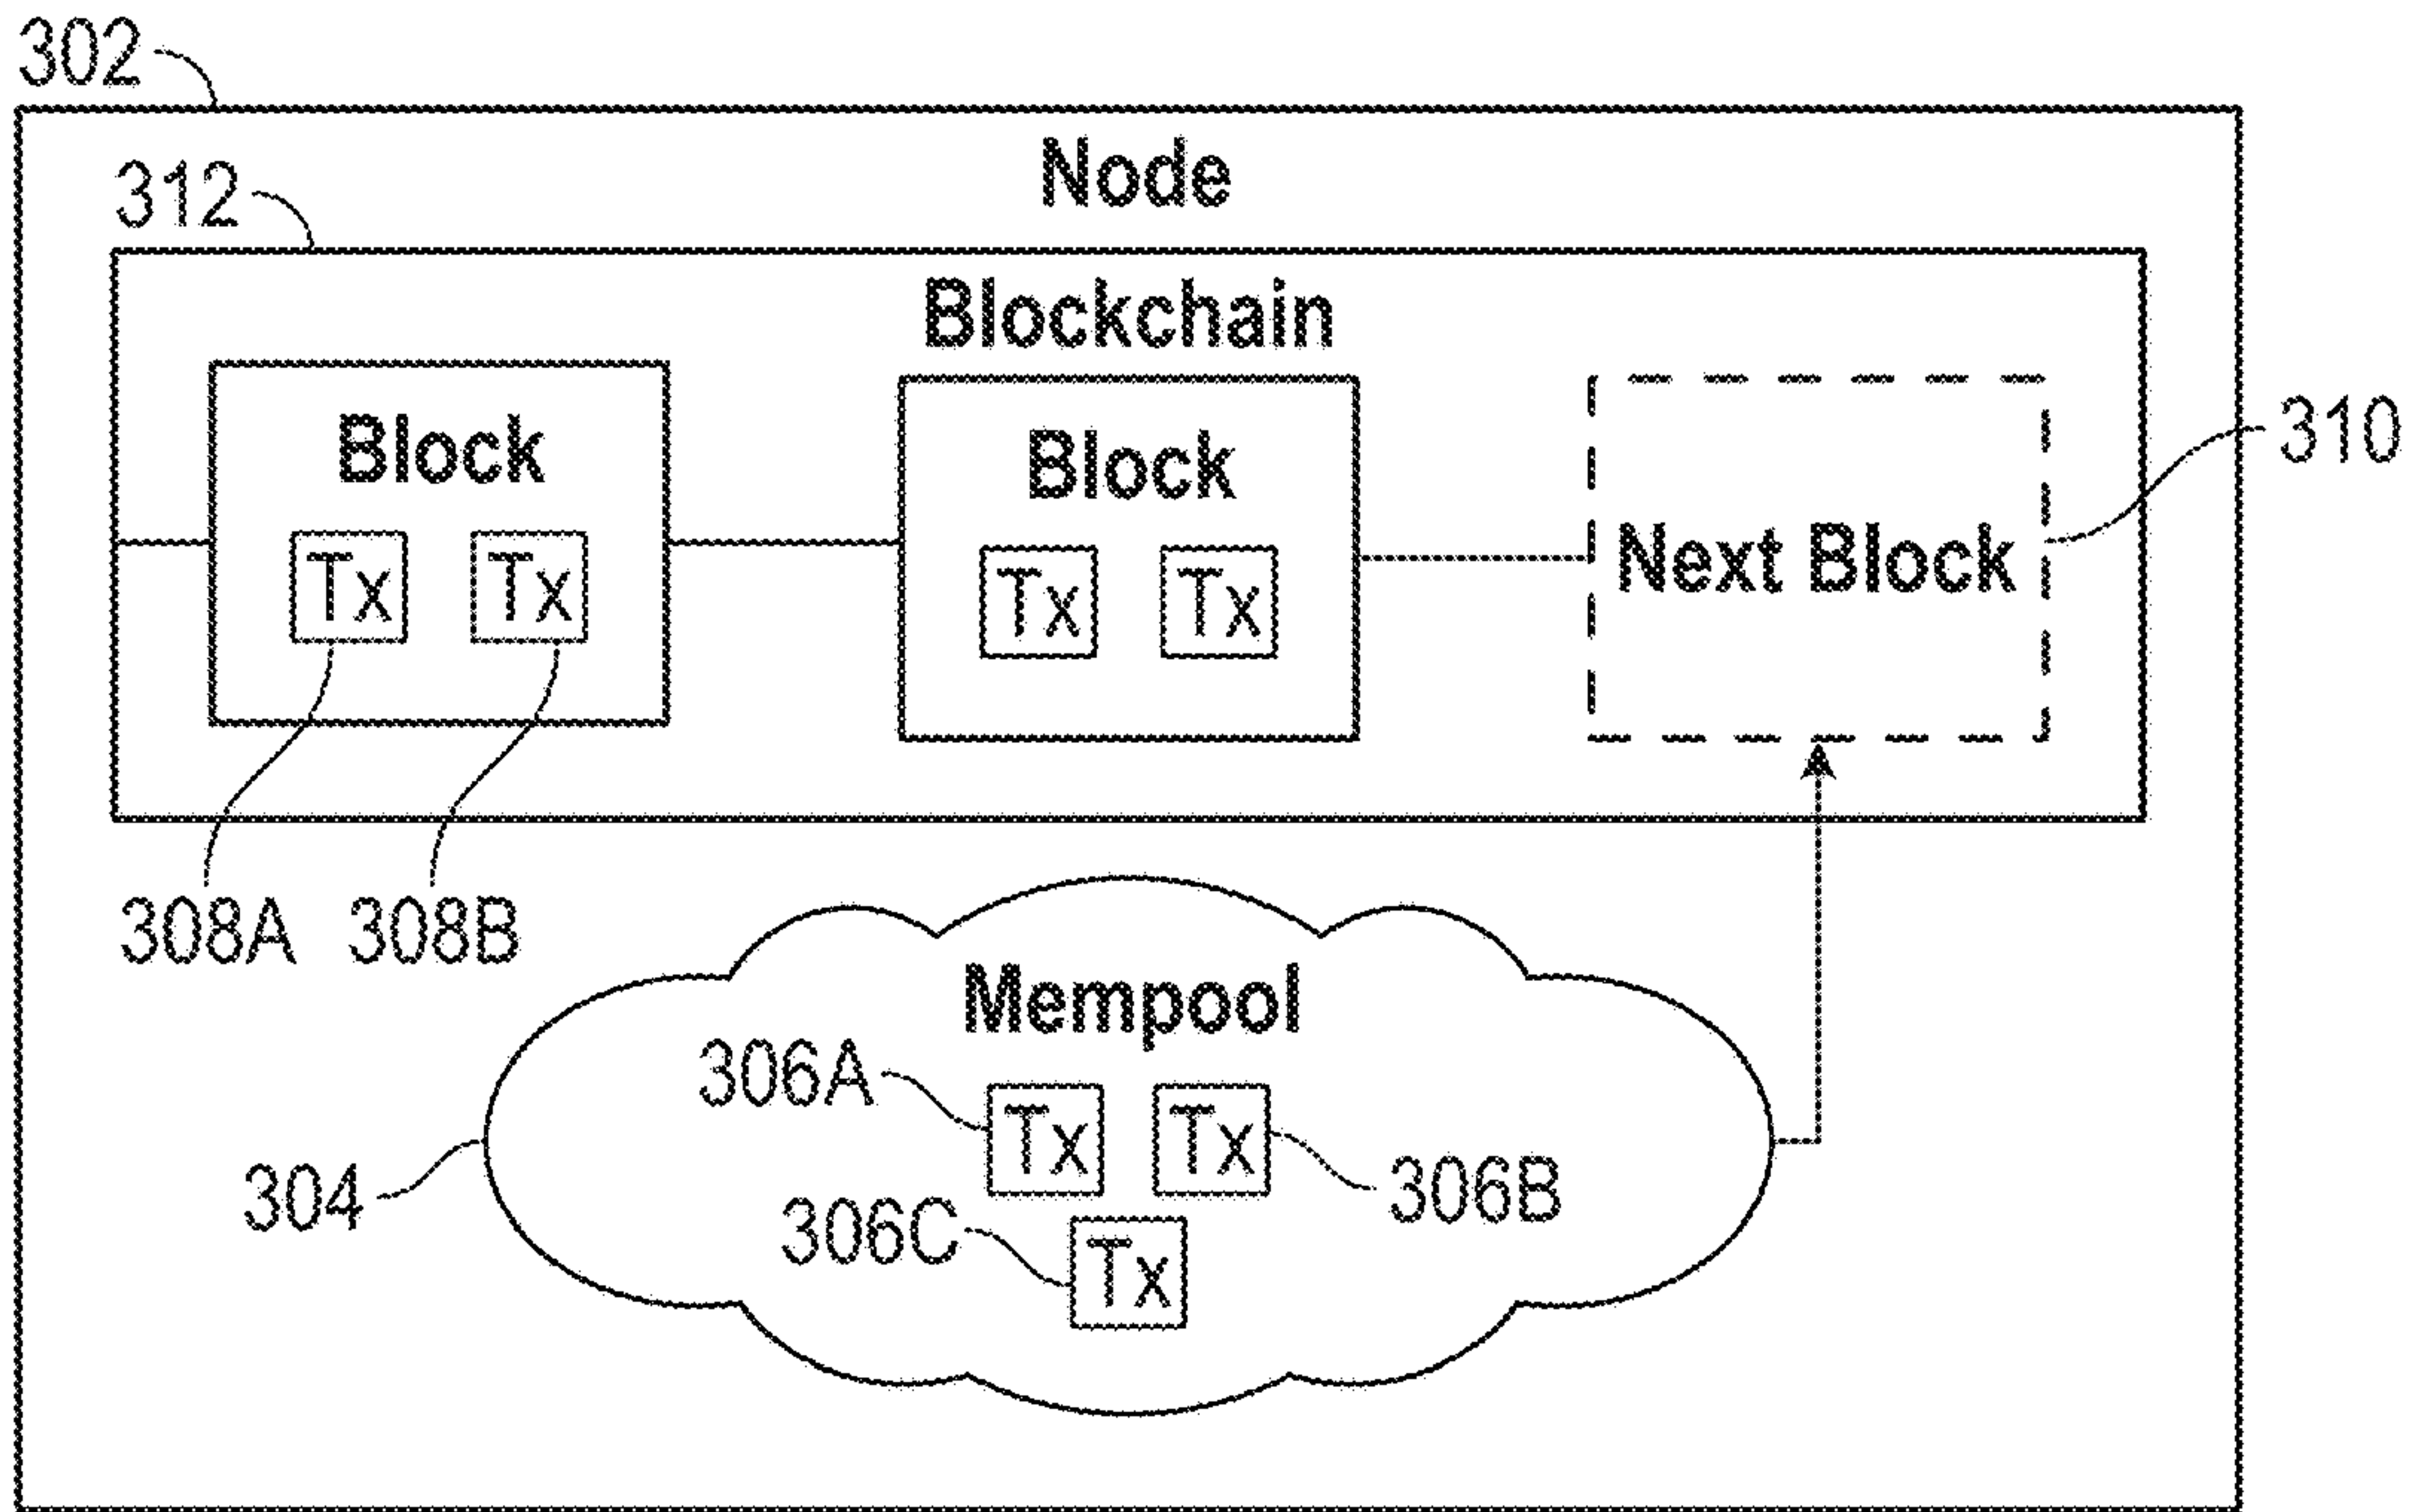 302
Node
312
Blockchain
Block
Tx Tx
Block
Tx Tx
Next Block
310
308A 308B
Mempool
306A
Tx Tx
306B
304
306C
Tx